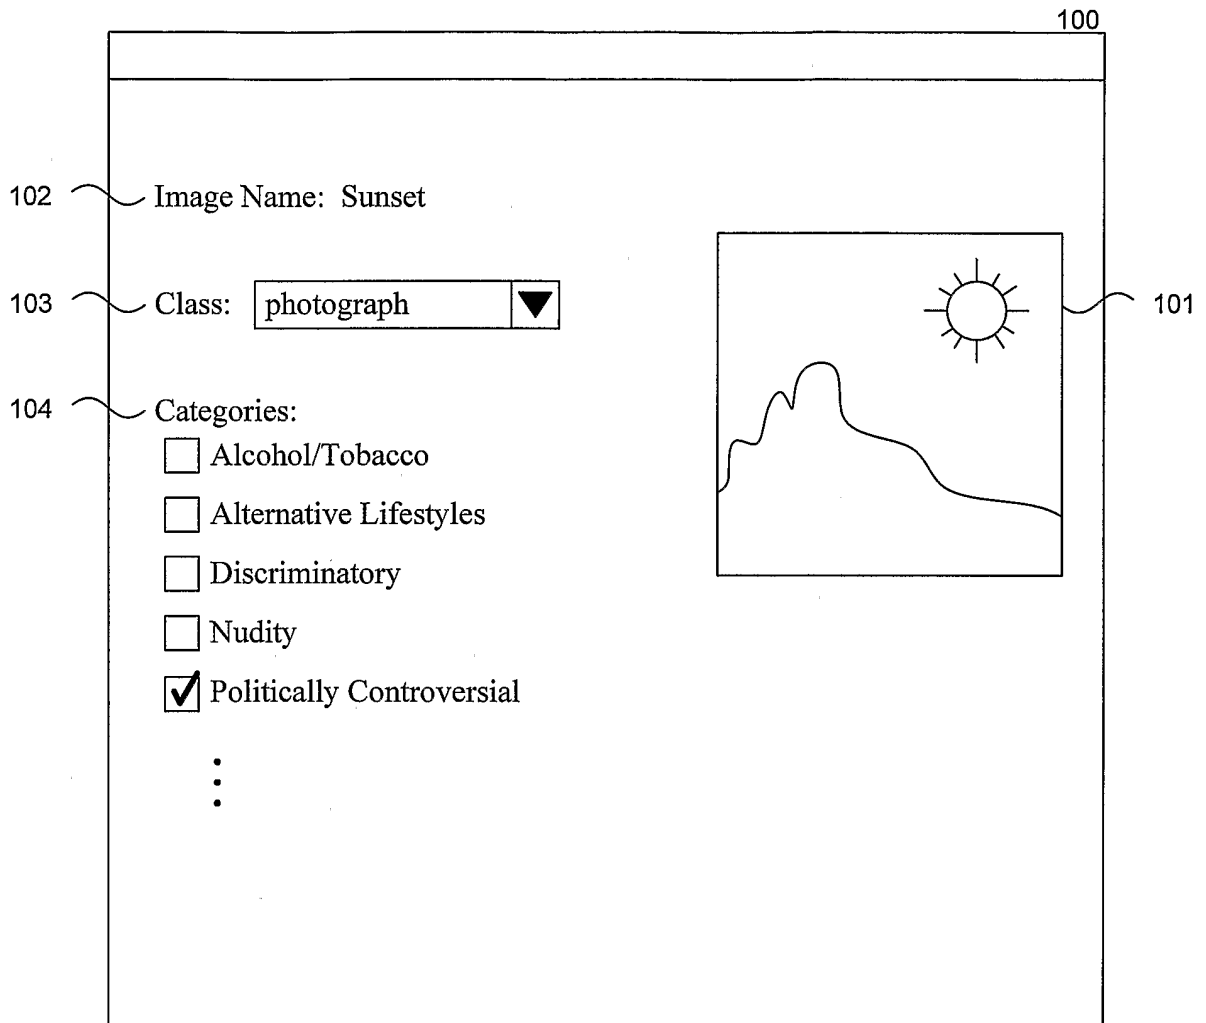 100
102 Image Name: Sunset
103 Class: photograph
101
104 Categories:
Alcohol/Tobacco
Alternative Lifestyles
Discriminatory
Nudity
Politically Controversial